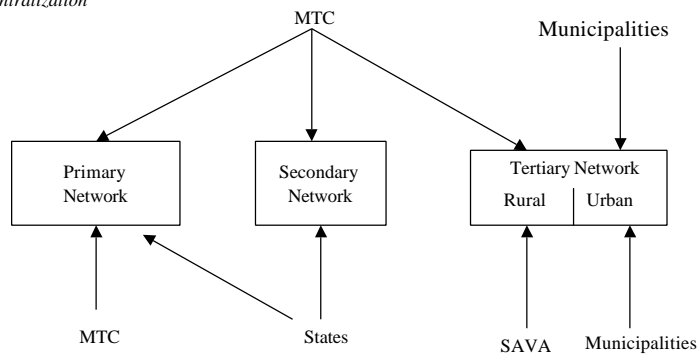 MTC
Municipalities
Primary
Network
Secondary
Network
Tertiary Network
Rural Urban
MTC
States
SAVA
Municipalities